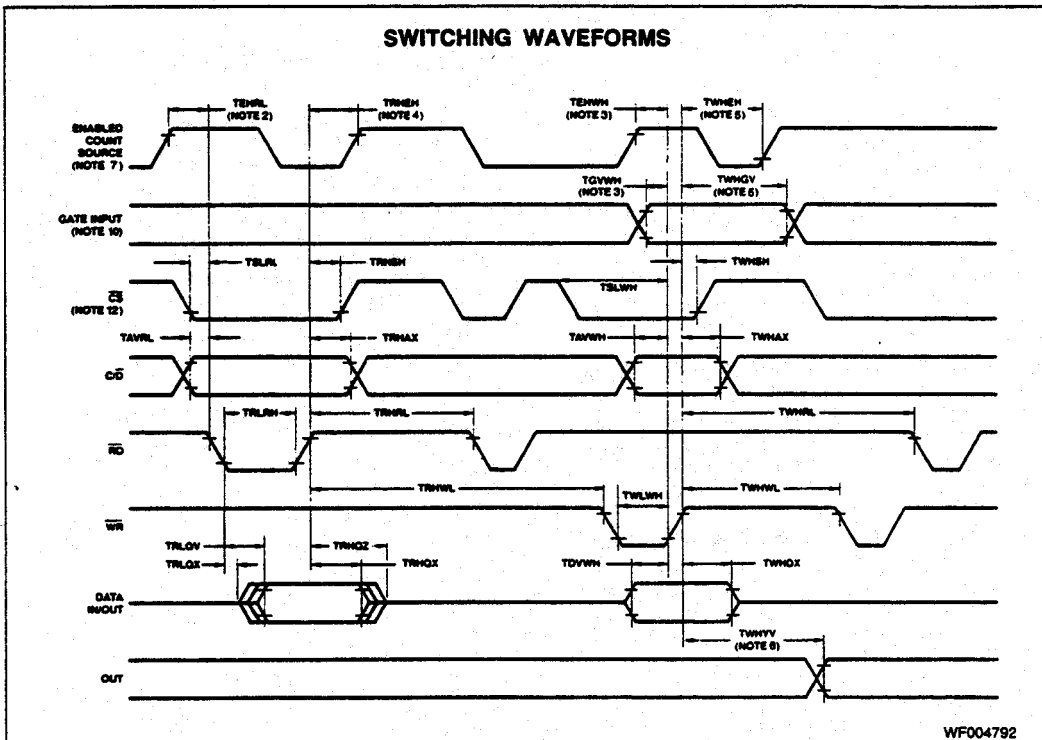 SWITCHING WAVEFORMS
TEHRL
(NOTE 2)
TRHEH
(NOTE 4)
TEHWH
(NOTE 3)
TWHEH
(NOTE 5)
ENABLED
COUNT
SOURCE
(NOTE 7)
TGVWH
(NOTE 3)
TWHGV
(NOTE 5)
GATE INPUT
(NOTE 10)
TSLRL
TRHSH
TWHSH
TSLWH
CS
(NOTE 12)
TAVRL
TRHAX
TAVWH
TWHAX
C/D
TRLRH
TRHRL
TWHRL
RD
TRHWL
TWLWH
TWHWL
WR
TRLQV
TRHQZ
TRLQX
TRHQX
TDVWH
TWHDX
DATA
IN/OUT
TWHYV
(NOTE 6)
OUT
WF004792